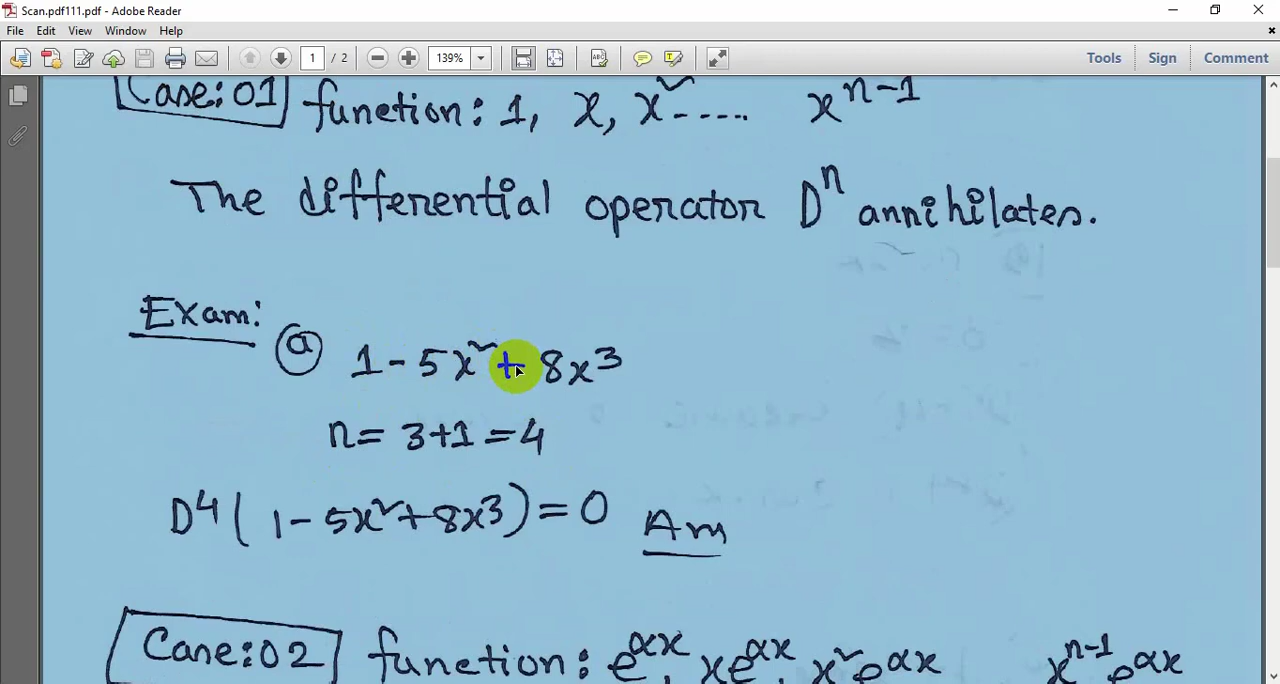 Scan.pdf111.pdf - Adobe Reader
File Edit View Window Help
1 / 2 139% Tools Sign Comment
Case:01 function: 1, x, x² ---- xⁿ⁻¹
The differential operator Dⁿ annihilates.
Exam:
ⓐ 1 - 5x² + 8x³
n = 3+1 = 4
D⁴(1 - 5x² + 8x³) = 0 Am
Case:02 function: e^αx, xe^αx, x²e^αx x^n-1 e^αx